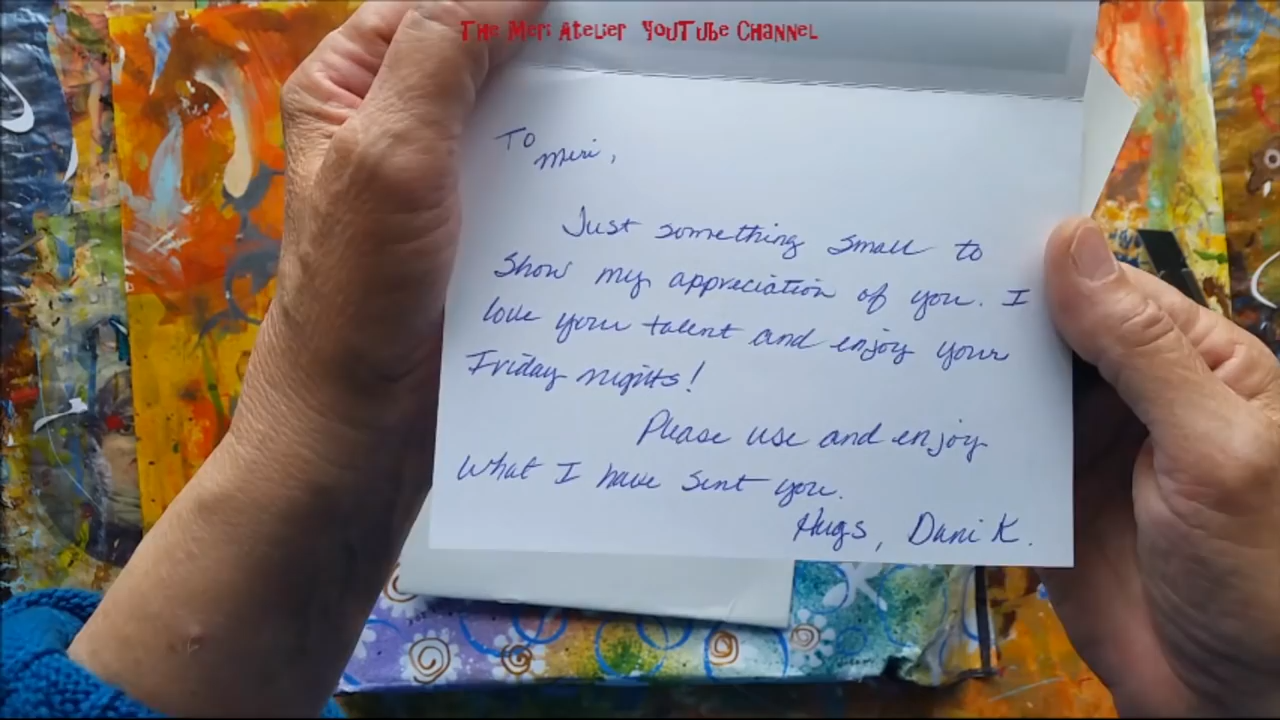 The Meri Atelier YouTube Channel
To
Meri,
Just something small to
show my appreciation of you. I
love your talent and enjoy your
Friday nights!
Please use and enjoy
what I have sent you.
Hugs, Dani K.